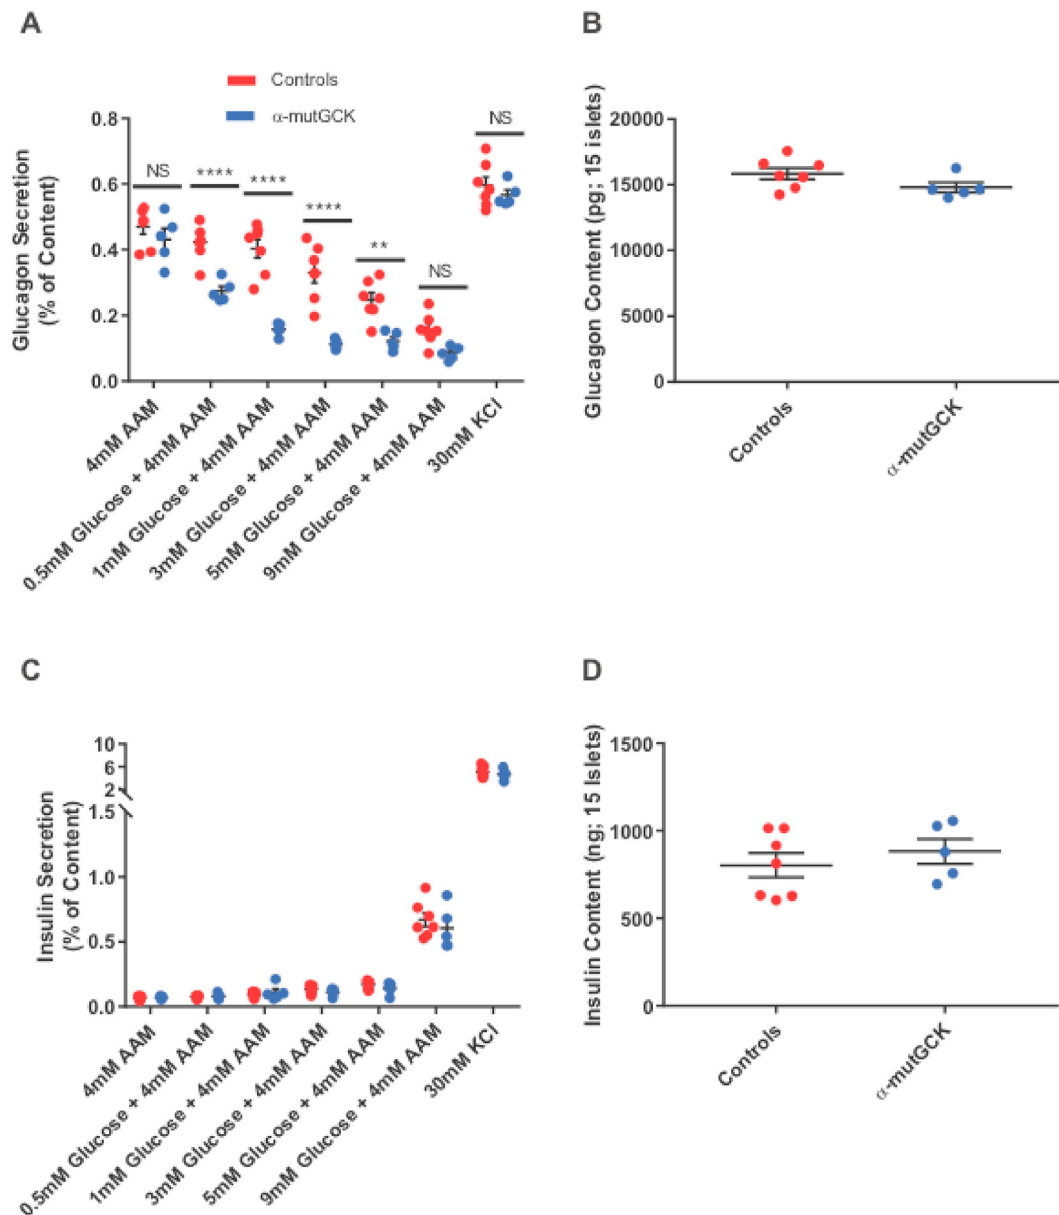 A
Controls
α-mutGCK
Glucagon Secretion
(% of Content)
0.8
0.6
0.4
0.2
0.0
NS
****
****
****
**
NS
NS
4mM AAM
0.5mM Glucose + 4mM AAM
1mM Glucose + 4mM AAM
3mM Glucose + 4mM AAM
5mM Glucose + 4mM AAM
9mM Glucose + 4mM AAM
30mM KCl
B
Glucagon Content (pg; 15 islets)
20000
15000
10000
5000
0
Controls
α-mutGCK
C
Insulin Secretion
(% of Content)
10
6
2
1.5
1.0
0.5
0.0
4mM AAM
0.5mM Glucose + 4mM AAM
1mM Glucose + 4mM AAM
3mM Glucose + 4mM AAM
5mM Glucose + 4mM AAM
9mM Glucose + 4mM AAM
30mM KCl
D
Insulin Content (ng; 15 Islets)
1500
1000
500
0
Controls
α-mutGCK